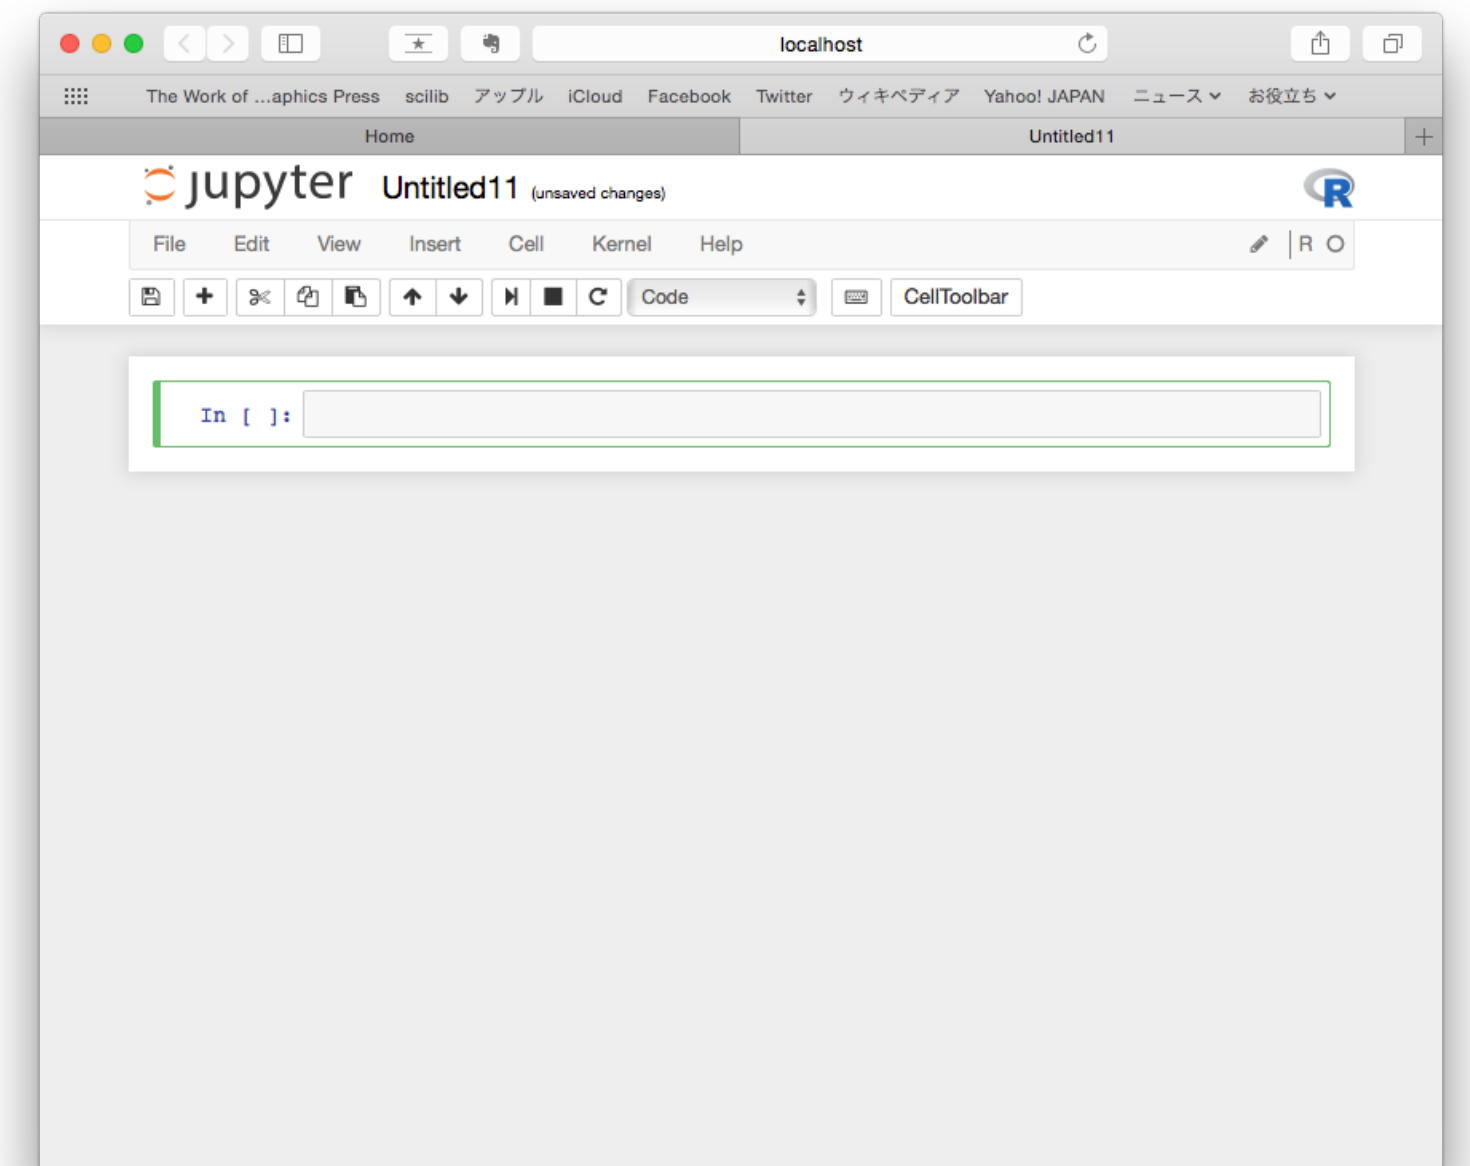 localhost
The Work of ...aphics Press scilib アップル iCloud Facebook Twitter ウィキペディア Yahoo! JAPAN ニュース お役立ち
Home Untitled11
jupyter Untitled11 (unsaved changes) R
File Edit View Insert Cell Kernel Help R
Code CellToolbar
In [ ]: